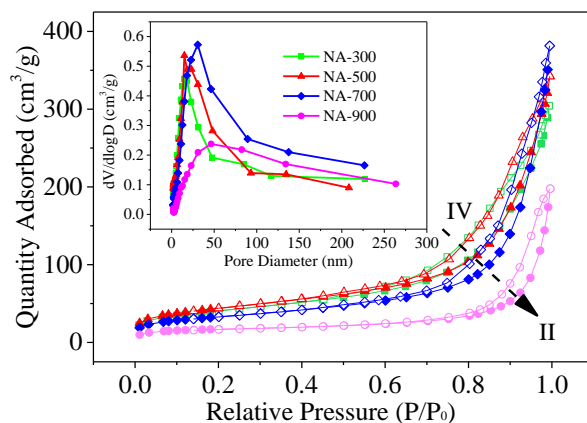 400
300
200
100
0
Quantity Adsorbed (cm³/g)
0.0 0.2 0.4 0.6 0.8 1.0
Relative Pressure (P/P₀)
0.6
0.5
0.4
0.3
0.2
0.1
0.0
dV/dlogD (cm³/g)
0 50 100 150 200 250 300
Pore Diameter (nm)
NA-300
NA-500
NA-700
NA-900
IV
II